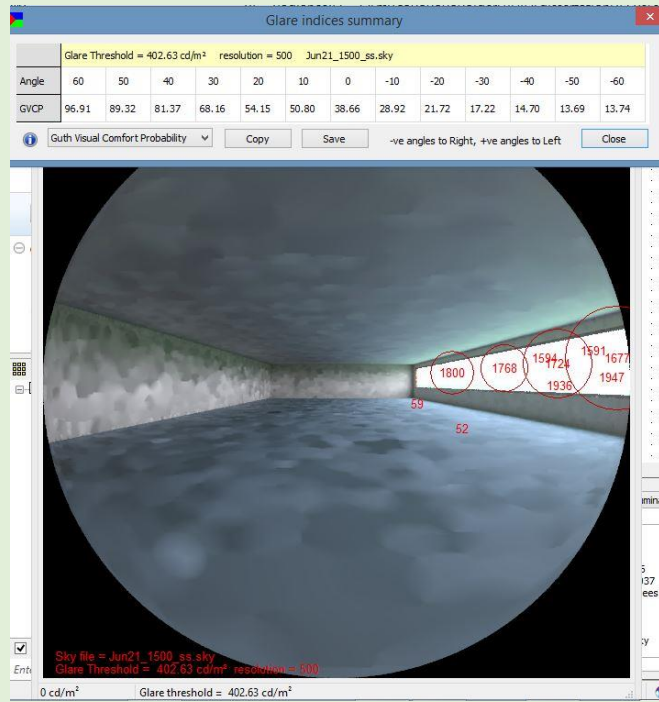 Glare indices summary
Glare Threshold = 402.63 cd/m² resolution = 500 Jun21_1500_ss.sky
Angle 60 50 40 30 20 10 0 -10 -20 -30 -40 -50 -60
GVCP 96.91 89.32 81.37 68.16 54.15 50.80 38.66 28.92 21.72 17.22 14.70 13.69 13.74
Guth Visual Comfort Probability Copy Save -ve angles to Right, +ve angles to Left Close
1591 1677
1594 1724
1768
1800
1947
1936
59
52
Sky file = Jun21_1500_ss.sky
Glare Threshold = 402.63 cd/m² resolution = 500
0 cd/m² Glare threshold = 402.63 cd/m²